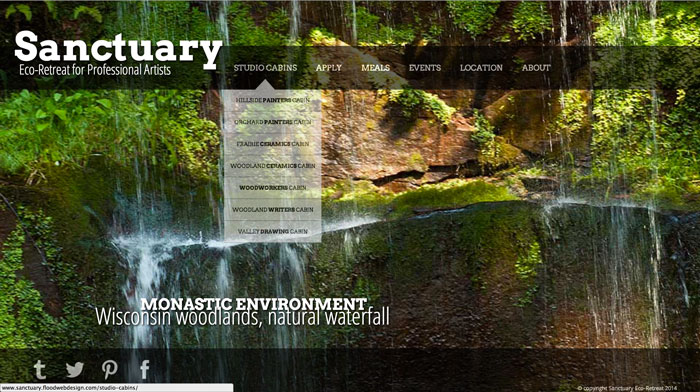 Sanctuary
Eco-Retreat for Professional Artists
STUDIO CABINS APPLY MEALS EVENTS LOCATION ABOUT
HILLSIDE PAINTERS CABIN
ORCHARD PAINTERS CABIN
PRAIRIE CERAMICS CABIN
WOODLAND CERAMICS CABIN
WOODWORKERS CABIN
WOODLAND WRITERS CABIN
VALLEY DRAWING CABIN
MONASTIC ENVIRONMENT
Wisconsin woodlands, natural waterfall
www.sanctuary.floodwebdesign.com/studio-cabins/
© copyright Sanctuary Eco-Retreat 2014